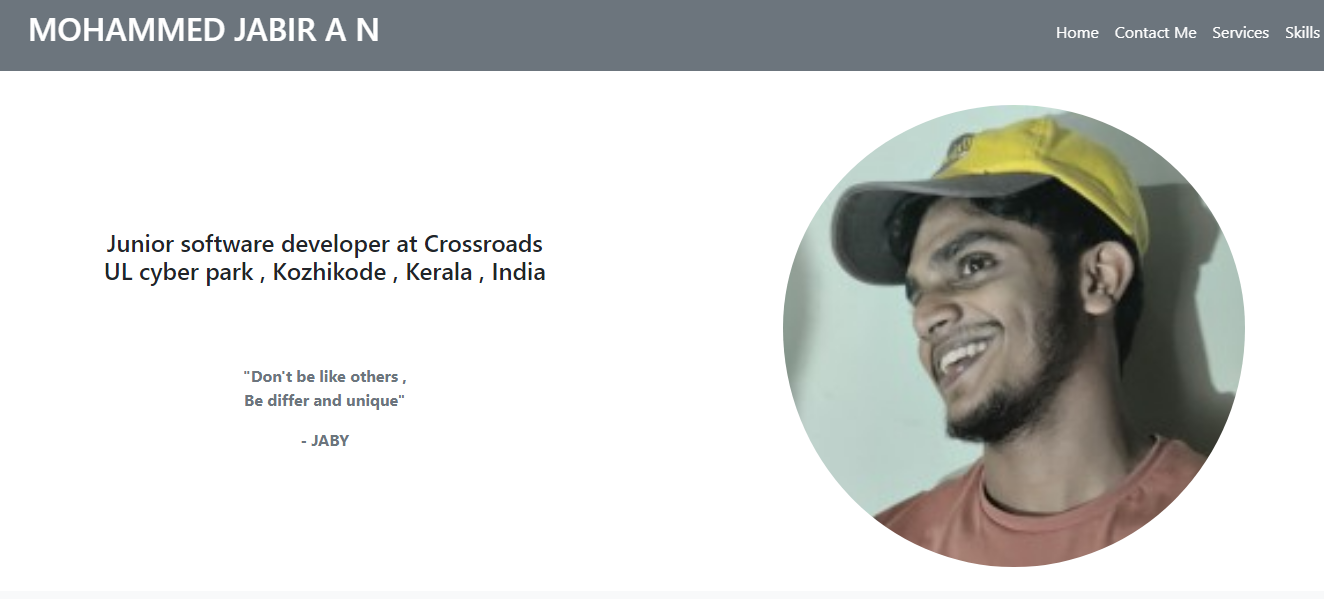 MOHAMMED JABIR A N
Home Contact Me Services Skills
Junior software developer at Crossroads
UL cyber park , Kozhikode , Kerala , India
"Don't be like others ,
Be differ and unique"
- JABY